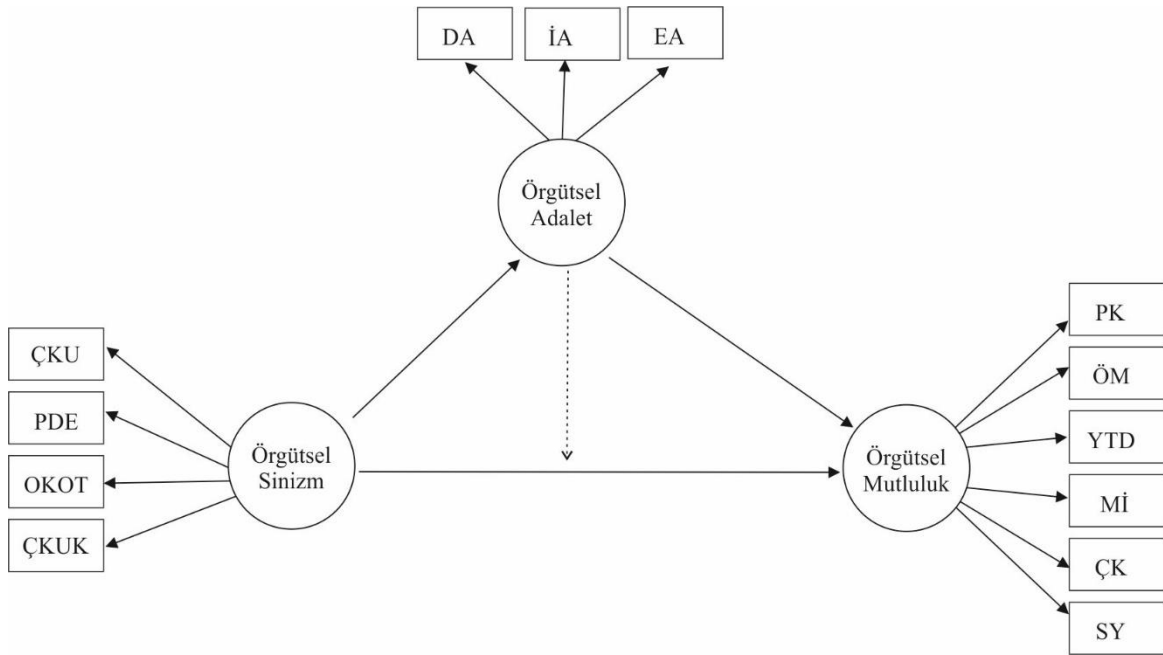 DA
İA
EA
Örgütsel
Adalet
ÇKU
PDE
OKOT
ÇKUK
Örgütsel
Sinizm
Örgütsel
Mutluluk
PK
ÖM
YTD
Mİ
ÇK
SY